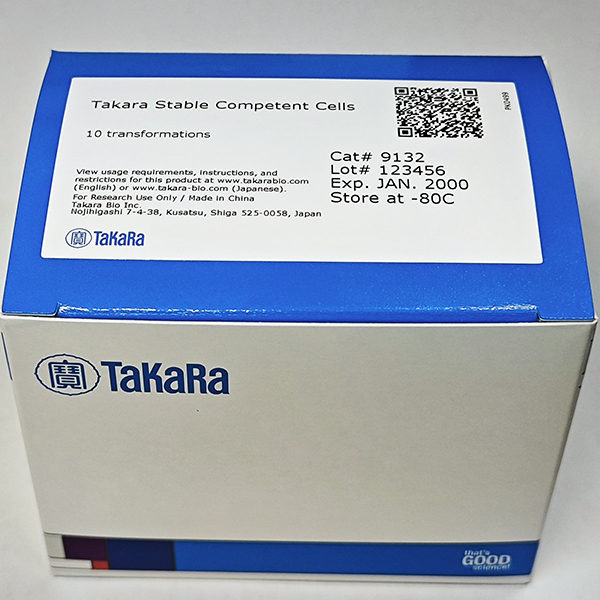 Takara Stable Competent Cells
10 transformations
View usage requirements, instructions, and
restrictions for this product at www.takarabio.com
(English) or www.takara-bio.com (Japanese).
For Research Use Only / Made in China
Takara Bio Inc.
Nojihigashi 7-4-38, Kusatsu, Shiga 525-0058, Japan
Cat# 9132
Lot# 123456
Exp. JAN. 2000
Store at -80C
PK0499
寶 TaKaRa
寶 TaKaRa
that's
GOOD
science!